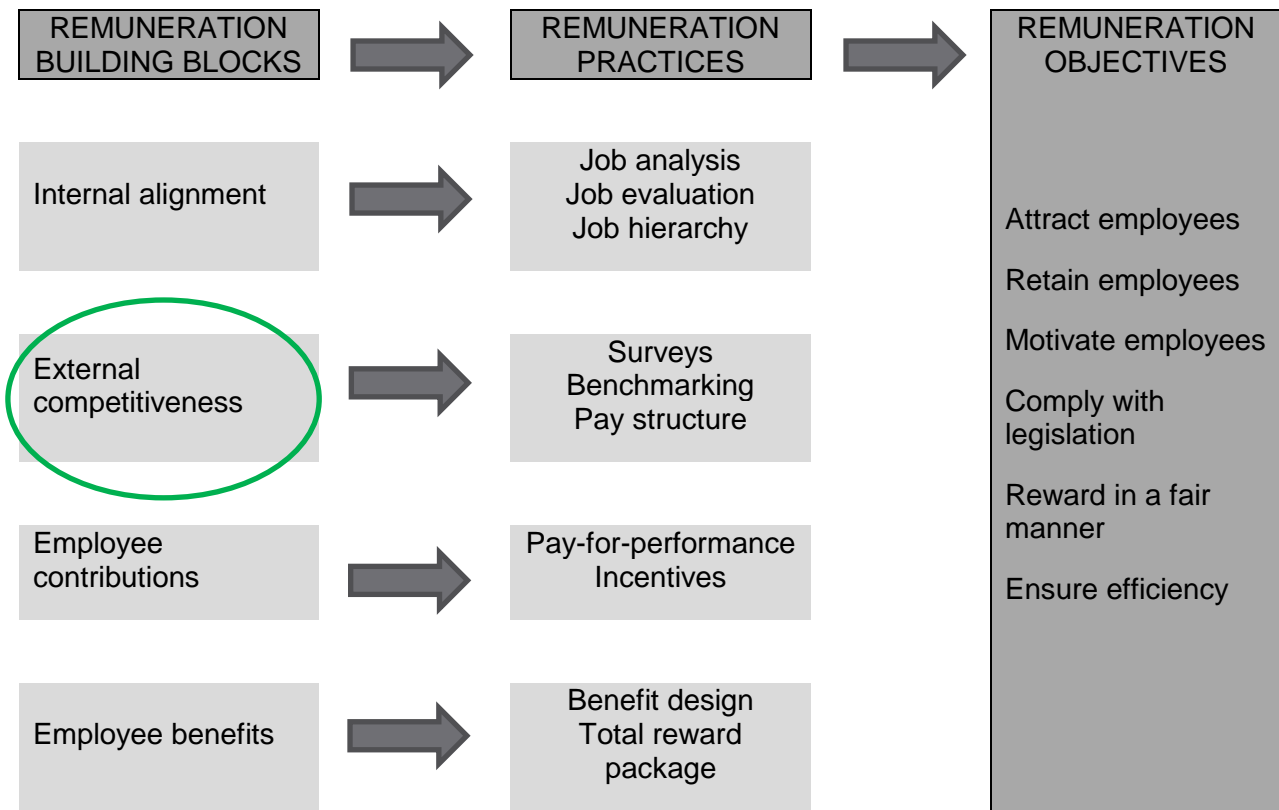 REMUNERATION
BUILDING BLOCKS
REMUNERATION
PRACTICES
REMUNERATION
OBJECTIVES
Internal alignment
Job analysis
Job evaluation
Job hierarchy
External
competitiveness
Surveys
Benchmarking
Pay structure
Employee
contributions
Pay-for-performance
Incentives
Employee benefits
Benefit design
Total reward
package
Attract employees
Retain employees
Motivate employees
Comply with
legislation
Reward in a fair
manner
Ensure efficiency